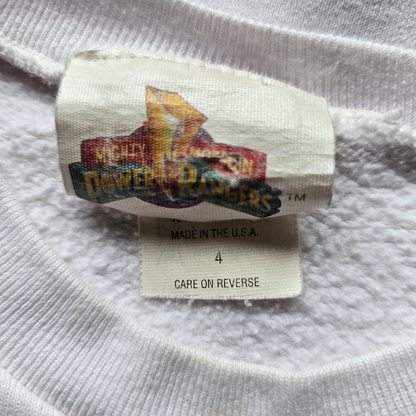 MIGHTY MORPHIN
POWER RANGERS
TM
MADE IN THE U.S.A.
4
CARE ON REVERSE